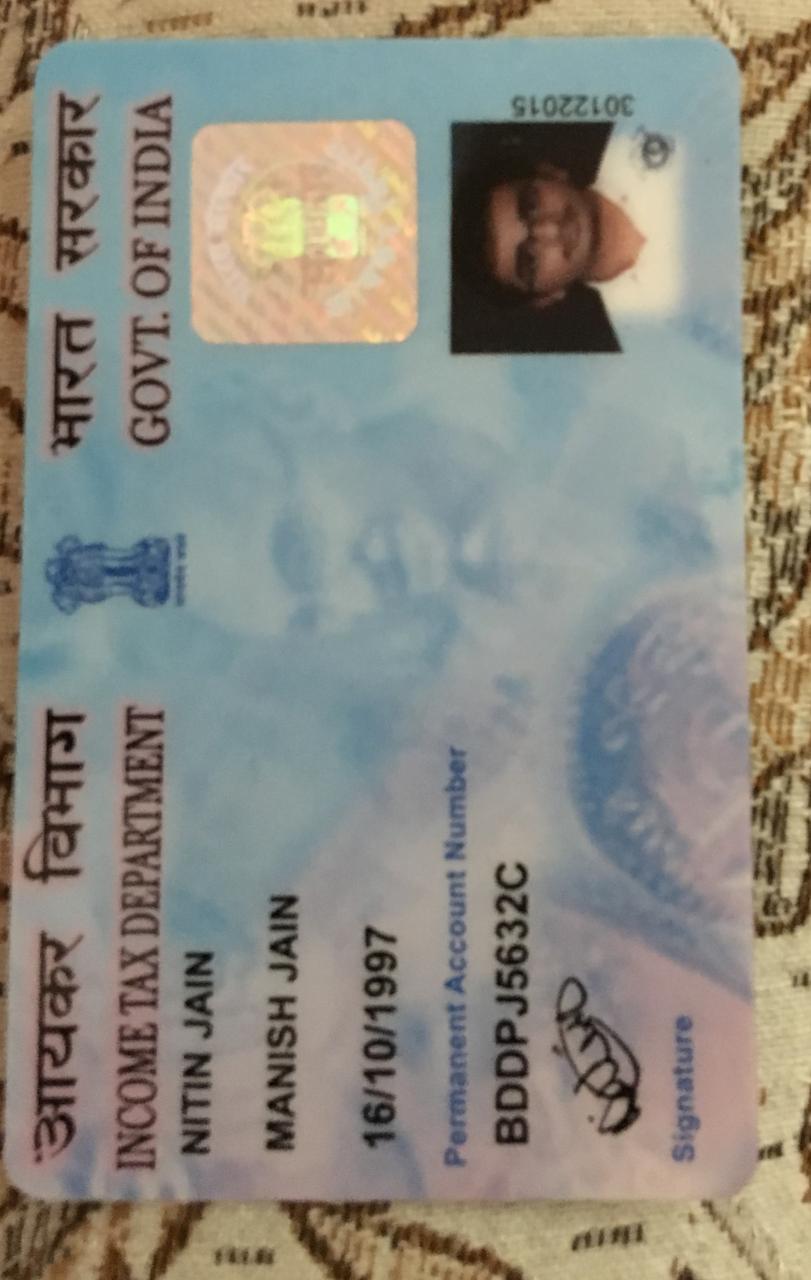 आयकर विभाग
INCOME TAX DEPARTMENT
भारत सरकार
GOVT. OF INDIA
NITIN JAIN
MANISH JAIN
16/10/1997
Permanent Account Number
BDDPJ5632C
Signature
30122015